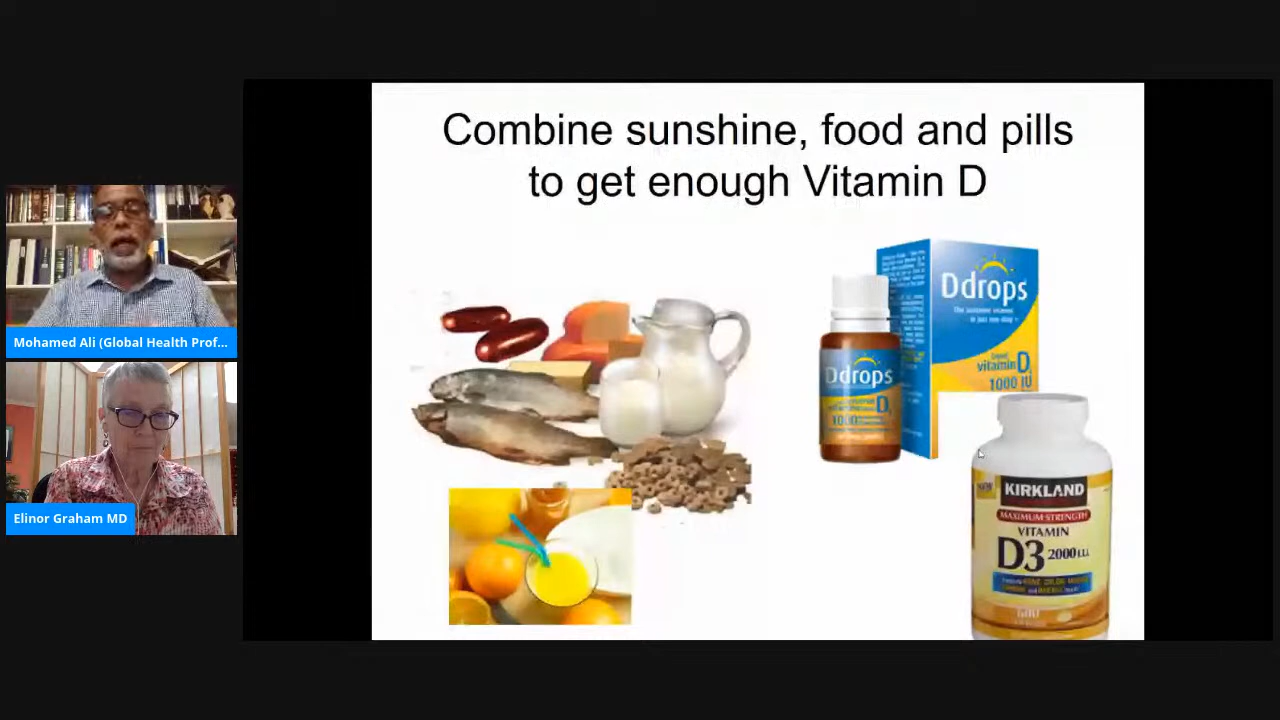 Combine sunshine, food and pills
to get enough Vitamin D
Mohamed Ali (Global Health Prof...
Elinor Graham MD
Ddrops
vitamin D
1000 IU
Ddrops
1000
KIRKLAND
MAXIMUM STRENGTH
VITAMIN
D3 2000 I.U.